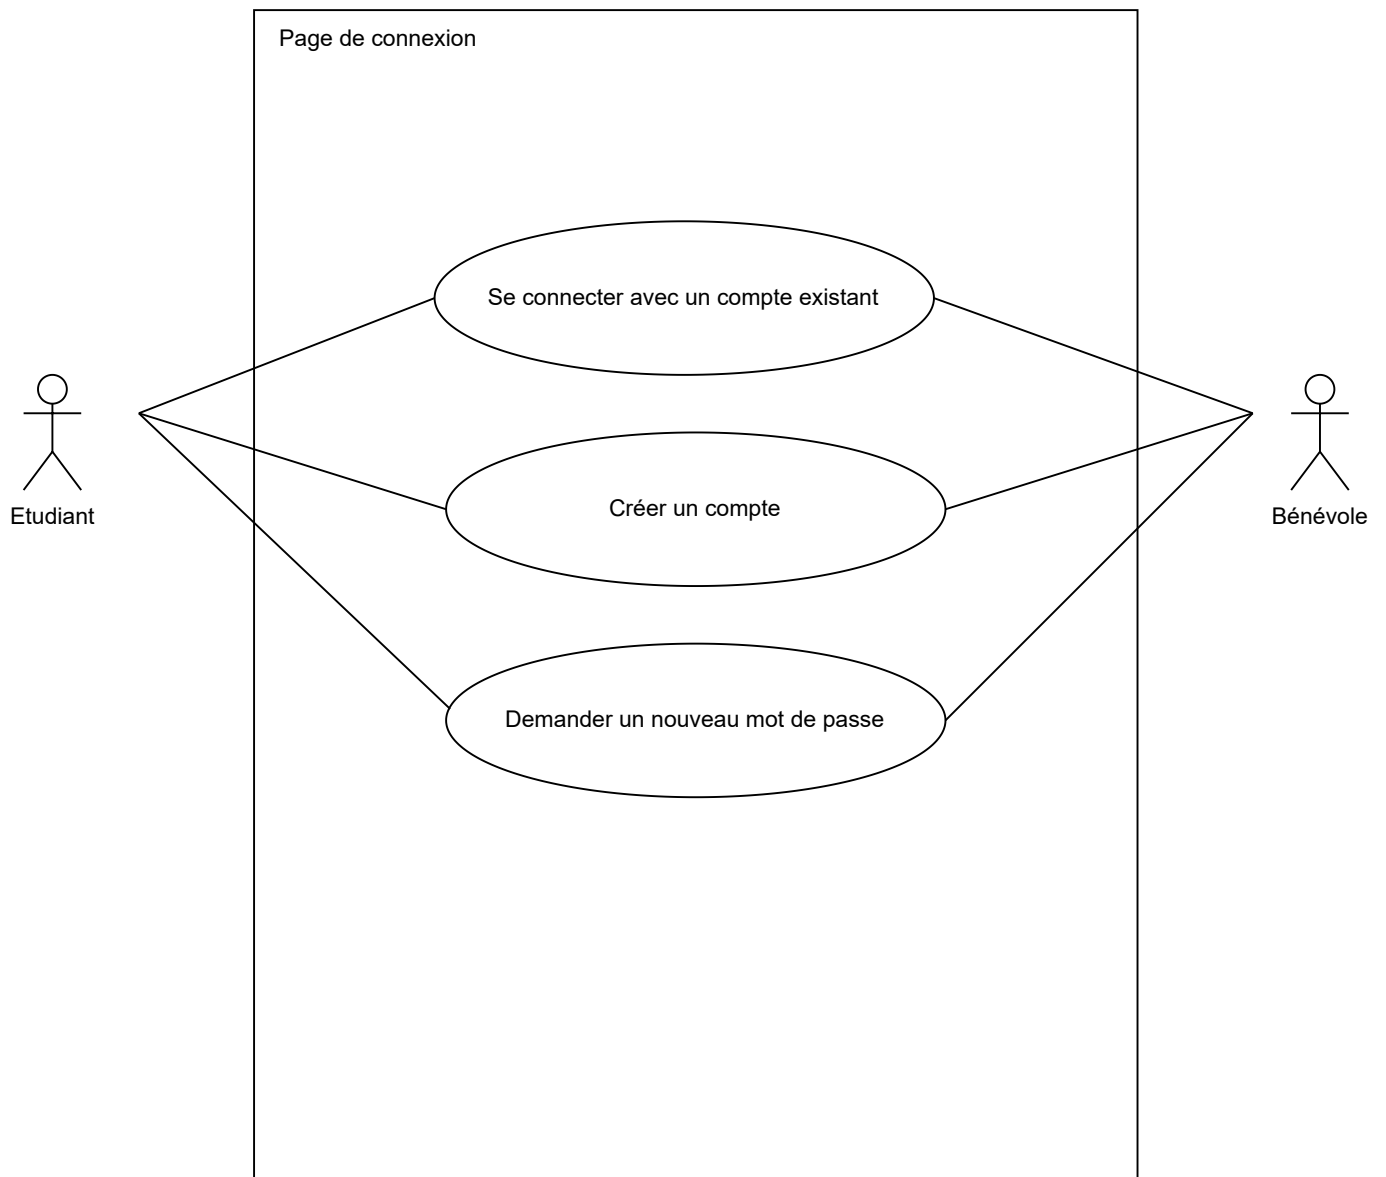 Page de connexion
Se connecter avec un compte existant
Créer un compte
Etudiant
Bénévole
Demander un nouveau mot de passe